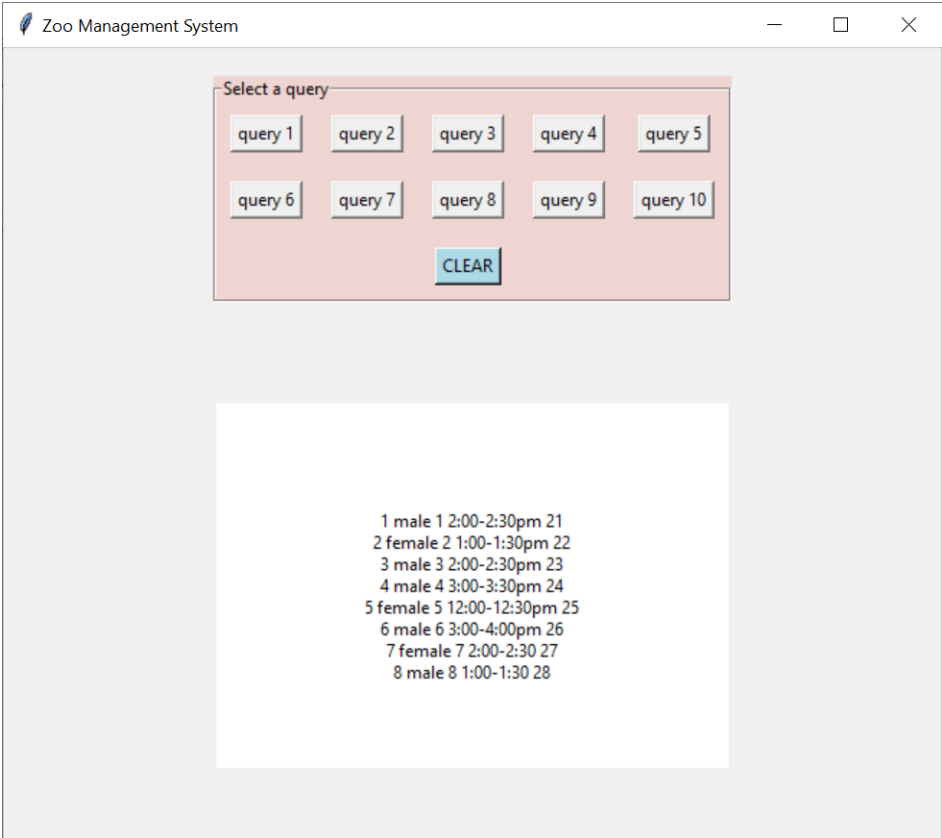 Zoo Management System
Select a query
query 1 query 2 query 3 query 4 query 5
query 6 query 7 query 8 query 9 query 10
CLEAR
1 male 1 2:00-2:30pm 21
2 female 2 1:00-1:30pm 22
3 male 3 2:00-2:30pm 23
4 male 4 3:00-3:30pm 24
5 female 5 12:00-12:30pm 25
6 male 6 3:00-4:00pm 26
7 female 7 2:00-2:30 27
8 male 8 1:00-1:30 28